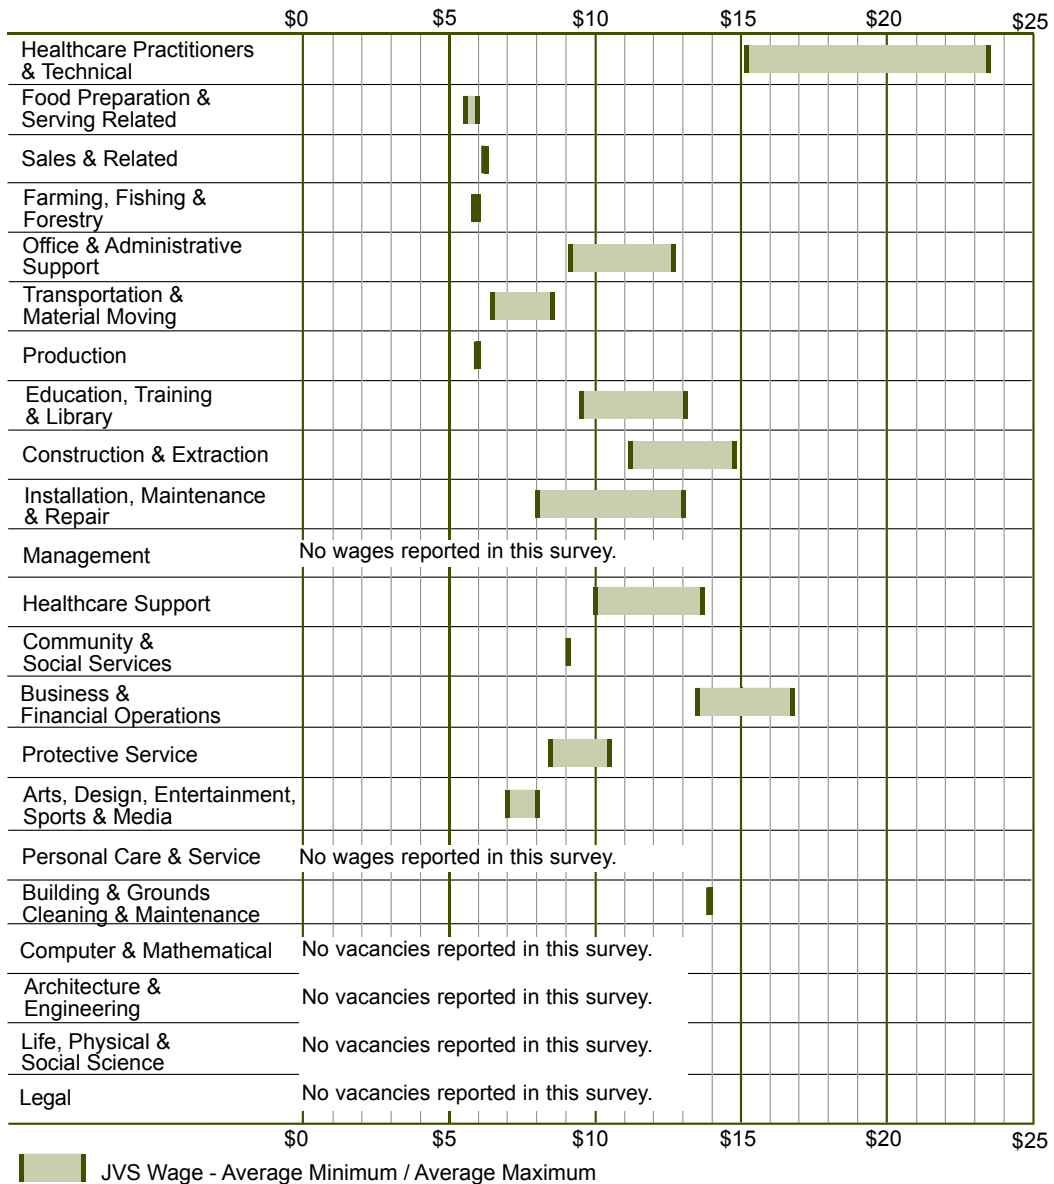 $0 $5 $10 $15 $20 $25
Healthcare Practitioners
& Technical
Food Preparation &
Serving Related
Sales & Related
Farming, Fishing &
Forestry
Office & Administrative
Support
Transportation &
Material Moving
Production
Education, Training
& Library
Construction & Extraction
Installation, Maintenance
& Repair
Management No wages reported in this survey.
Healthcare Support
Community &
Social Services
Business &
Financial Operations
Protective Service
Arts, Design, Entertainment,
Sports & Media
Personal Care & Service No wages reported in this survey.
Building & Grounds
Cleaning & Maintenance
Computer & Mathematical No vacancies reported in this survey.
Architecture &
Engineering
No vacancies reported in this survey.
Life, Physical &
Social Science
No vacancies reported in this survey.
Legal No vacancies reported in this survey.
$0 $5 $10 $15 $20 $25
JVS Wage - Average Minimum / Average Maximum